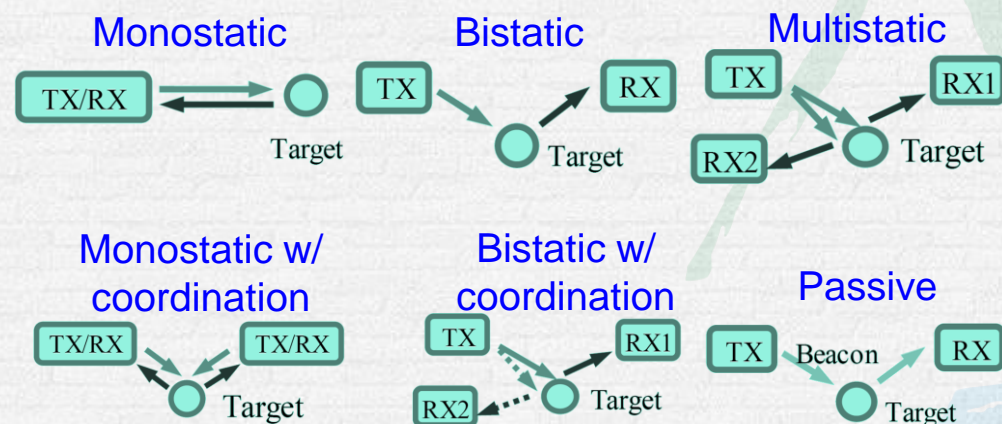 Monostatic
TX/RX
Target
Bistatic
TX
RX
Target
Multistatic
TX
RX1
RX2
Target
Monostatic w/
coordination
TX/RX
TX/RX
Target
Bistatic w/
coordination
TX
RX1
RX2
Target
Passive
TX
Beacon
RX
Target